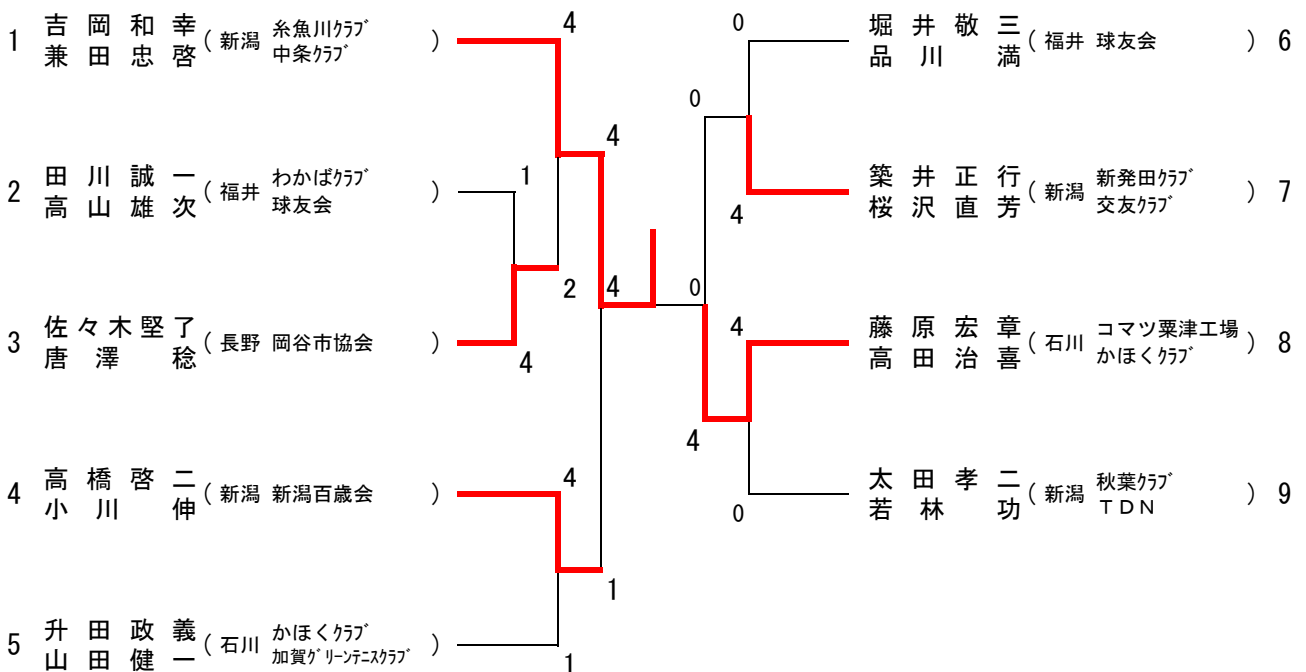 1 吉岡和幸 兼田忠啓 (新潟 糸魚川クラブ 中条クラブ)
4
4
2 田川誠一 高山雄次 (福井 わかばクラブ 球友会)
1
2
4
3 佐々木堅了 唐澤稔 (長野 岡谷市協会)
4
4 高橋啓二 小川伸 (新潟 新潟百歳会)
4
1
5 升田政義 山田健一 (石川 かほくクラブ 加賀グリーンテニスクラブ)
1
0
堀井敬三 品川満 (福井 球友会) 6
0
築井正行 桜沢直芳 (新潟 新発田クラブ 交友クラブ) 7
4
0
4
藤原宏章 高田治喜 (石川 コマツ粟津工場 かほくクラブ) 8
4
太田孝二 若林功 (新潟 秋葉クラブ TDN) 9
0